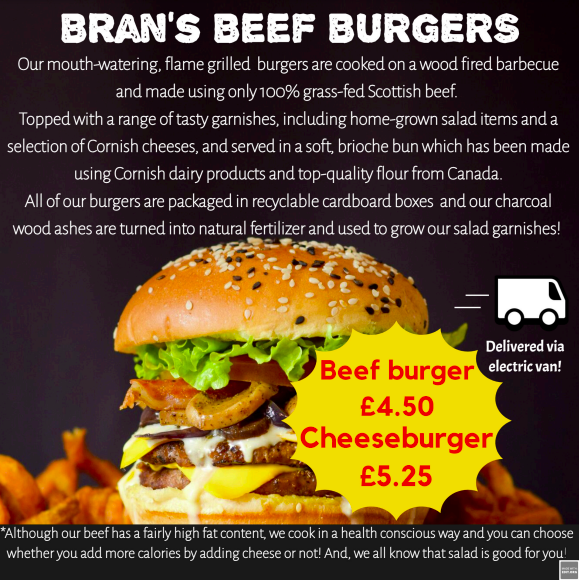 BRAN'S BEEF BURGERS
Our mouth-watering, flame grilled burgers are cooked on a wood fired barbecue
and made using only 100% grass-fed Scottish beef.
Topped with a range of tasty garnishes, including home-grown salad items and a
selection of Cornish cheeses, and served in a soft, brioche bun which has been made
using Cornish dairy products and top-quality flour from Canada.
All of our burgers are packaged in recyclable cardboard boxes and our charcoal
wood ashes are turned into natural fertilizer and used to grow our salad garnishes!
Delivered via
electric van!
Beef burger
£4.50
Cheeseburger
£5.25
*Although our beef has a fairly high fat content, we cook in a health conscious way and you can choose
whether you add more calories by adding cheese or not! And, we all know that salad is good for you!